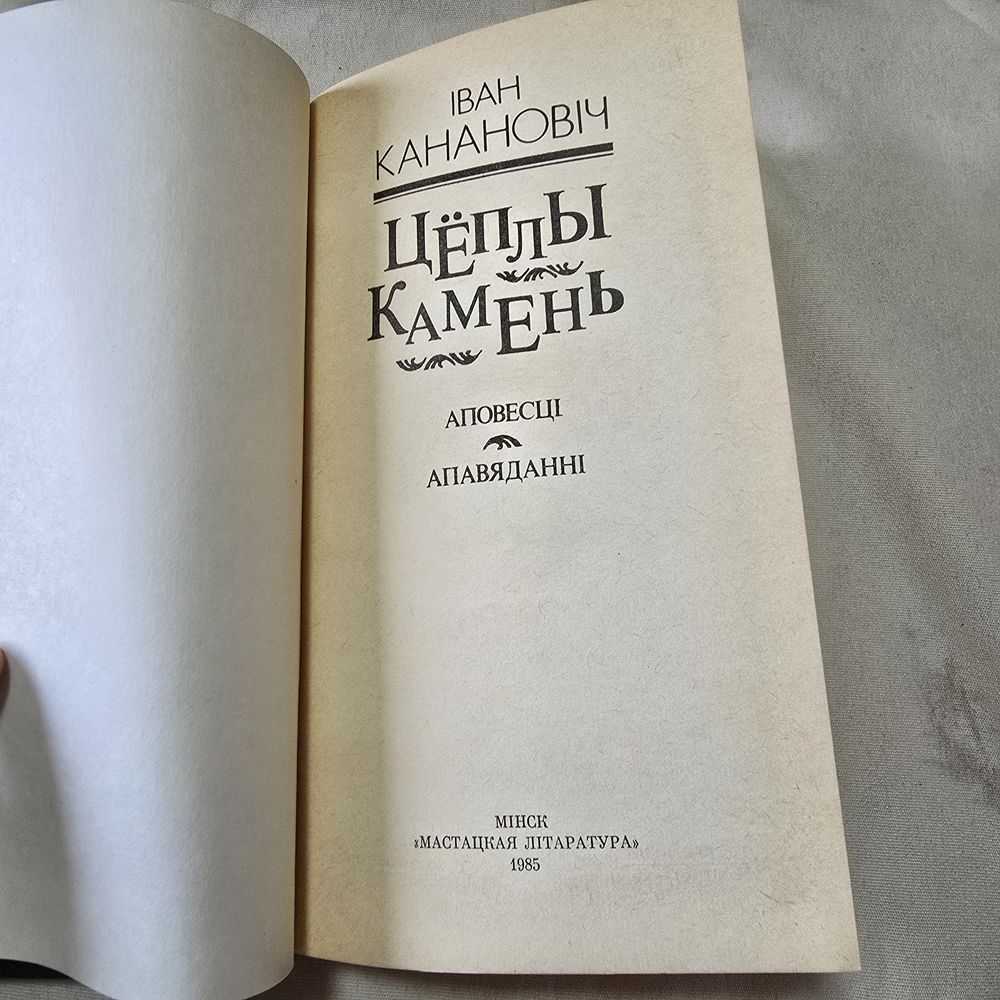 ІВАН
КАНАНОВІЧ
ЦЁПЛЫ
КАМЕНЬ
АПОВЕСЦІ
АПАВЯДАННІ
МІНСК
«МАСТАЦКАЯ ЛІТАРАТУРА»
1985